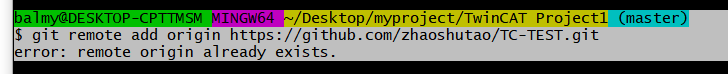 balmy@DESKTOP-CPTTMSM MINGW64 ~/Desktop/myproject/TwinCAT Project1 (master)
$ git remote add origin https://github.com/zhaoshutao/TC-TEST.git
error: remote origin already exists.